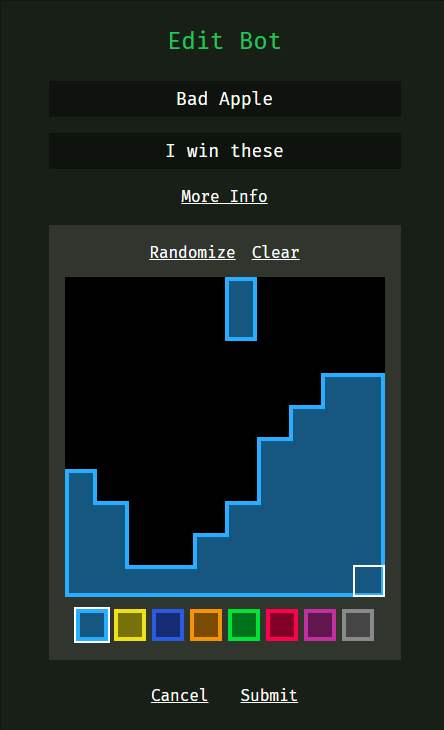 Edit Bot
Bad Apple
I win these
More Info
Randomize Clear
Cancel Submit